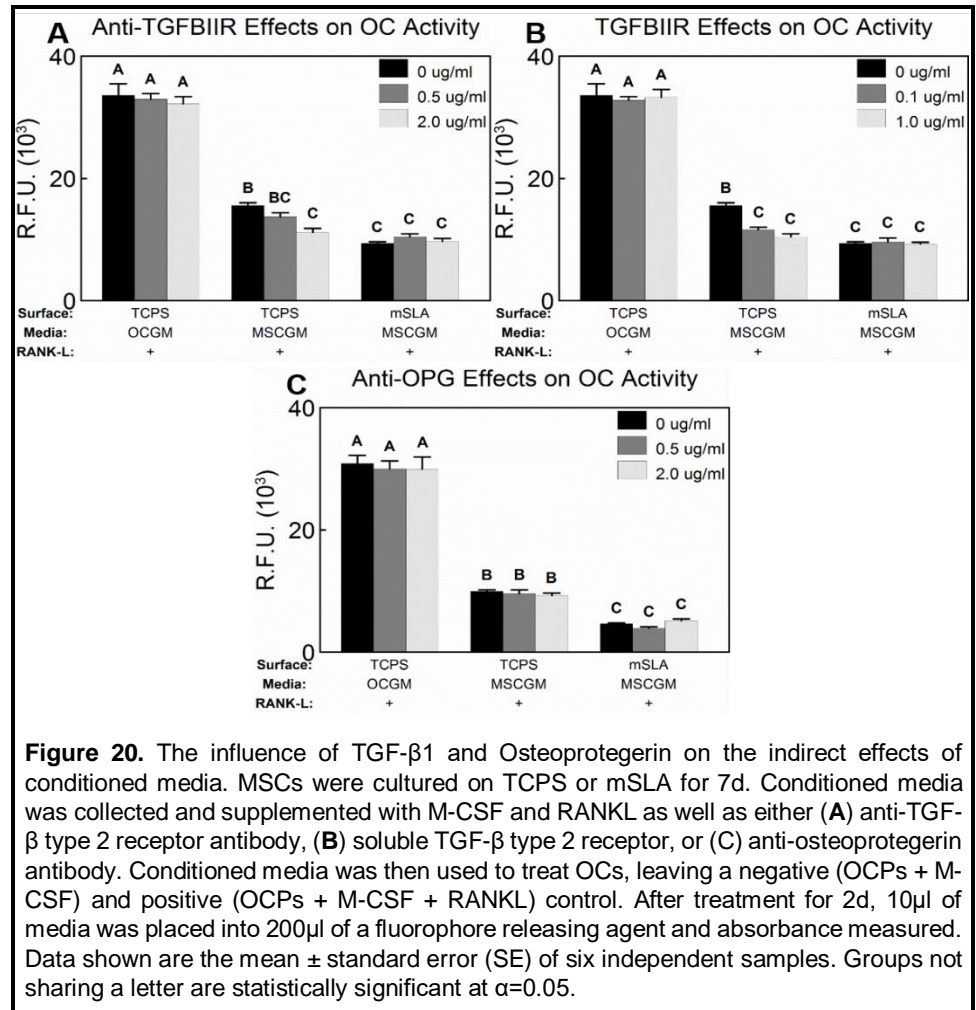 A Anti-TGFBIIR Effects on OC Activity
40
20
0
R.F.U. (10³)
0 ug/ml
0.5 ug/ml
2.0 ug/ml
A A A
B BC C
C C C
Surface: TCPS TCPS mSLA
Media: OCGM MSCGM MSCGM
RANK-L: + + +
B TGFBIIR Effects on OC Activity
40
20
0
R.F.U. (10³)
0 ug/ml
0.1 ug/ml
1.0 ug/ml
A A A
B C C
C C C
TCPS TCPS mSLA
OCGM MSCGM MSCGM
+ + +
C Anti-OPG Effects on OC Activity
40
20
0
R.F.U. (10³)
0 ug/ml
0.5 ug/ml
2.0 ug/ml
A A A
B B B
C C C
Surface: TCPS TCPS mSLA
Media: OCGM MSCGM MSCGM
RANK-L: + + +
Figure 20. The influence of TGF-β1 and Osteoprotegerin on the indirect effects of
conditioned media. MSCs were cultured on TCPS or mSLA for 7d. Conditioned media
was collected and supplemented with M-CSF and RANKL as well as either (A) anti-TGF-
β type 2 receptor antibody, (B) soluble TGF-β type 2 receptor, or (C) anti-osteoprotegerin
antibody. Conditioned media was then used to treat OCs, leaving a negative (OCPs + M-
CSF) and positive (OCPs + M-CSF + RANKL) control. After treatment for 2d, 10µl of
media was placed into 200µl of a fluorophore releasing agent and absorbance measured.
Data shown are the mean ± standard error (SE) of six independent samples. Groups not
sharing a letter are statistically significant at α=0.05.